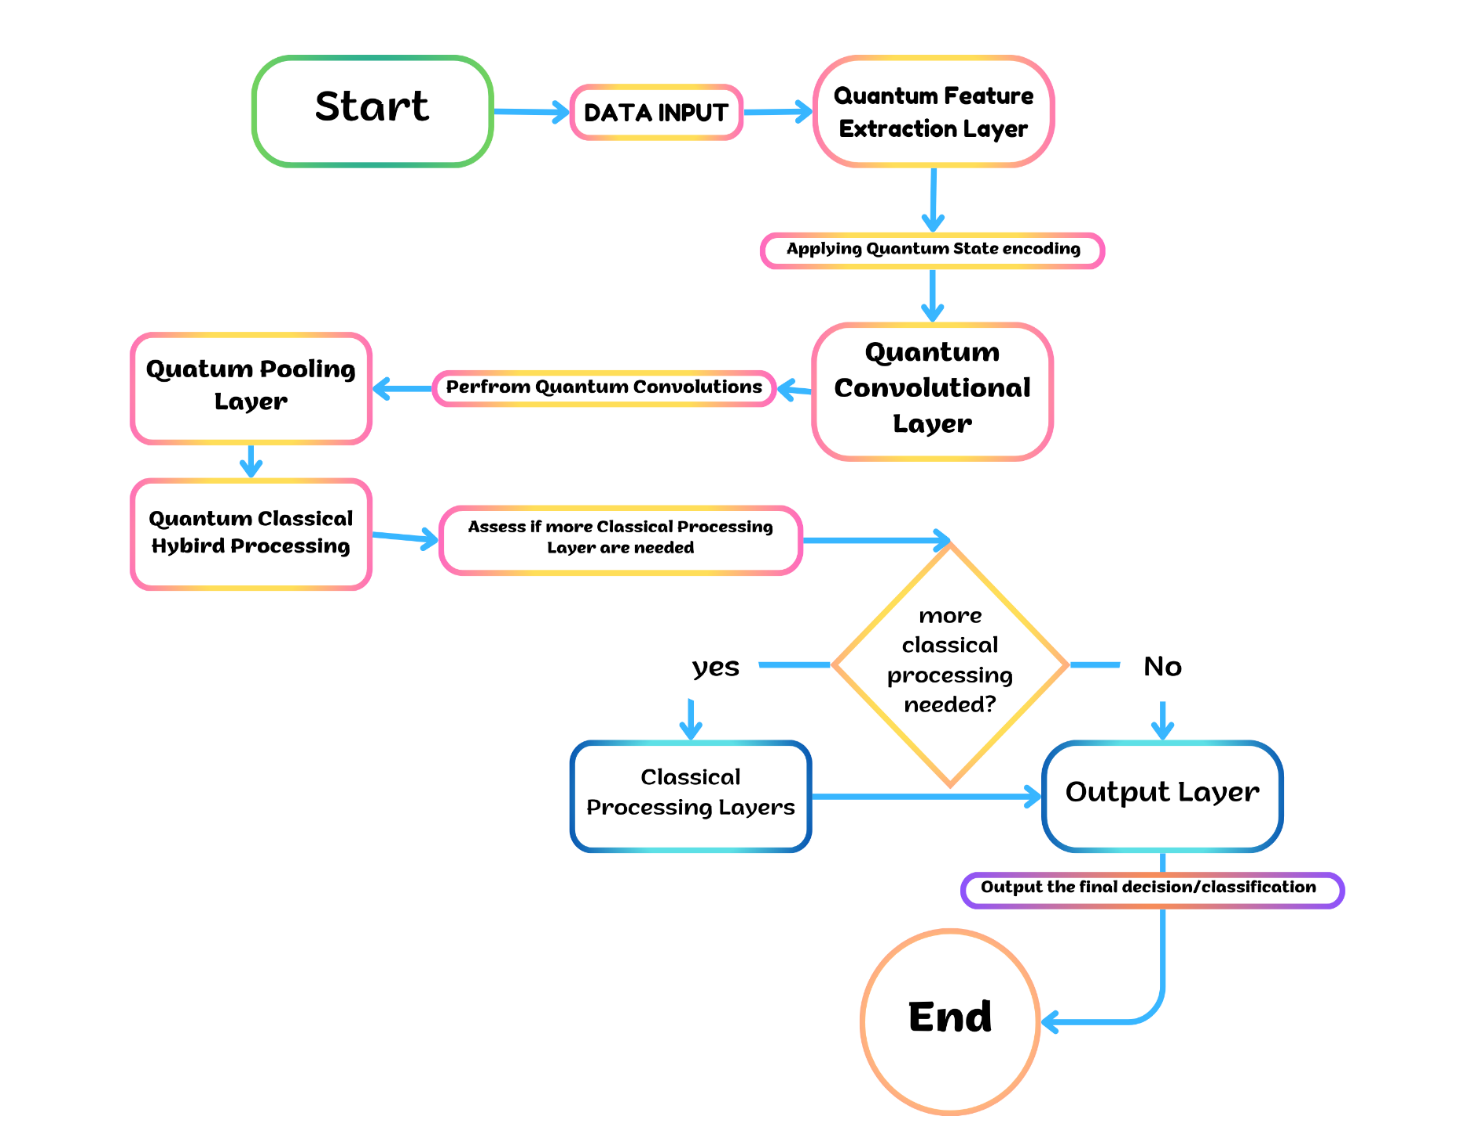 Start
DATA INPUT
Quantum Feature
Extraction Layer
Applying Quantum State encoding
Quantum
Convolutional
Layer
Perfrom Quantum Convolutions
Quatum Pooling
Layer
Quantum Classical
Hybird Processing
Assess if more Classical Processing
Layer are needed
more
classical
processing
needed?
yes
No
Classical
Processing Layers
Output Layer
Output the final decision/classification
End